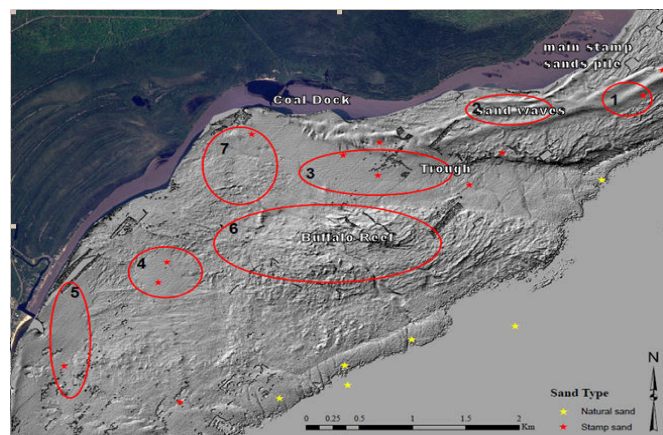 main stamp
sands pile
Coal Dock
1
2
sand waves
7
3
Trough
6
Buffalo Reef
4
5
N
Sand Type
Natural sand
Stamp sand
0 0.25 0.5 1 1.5 2
Km